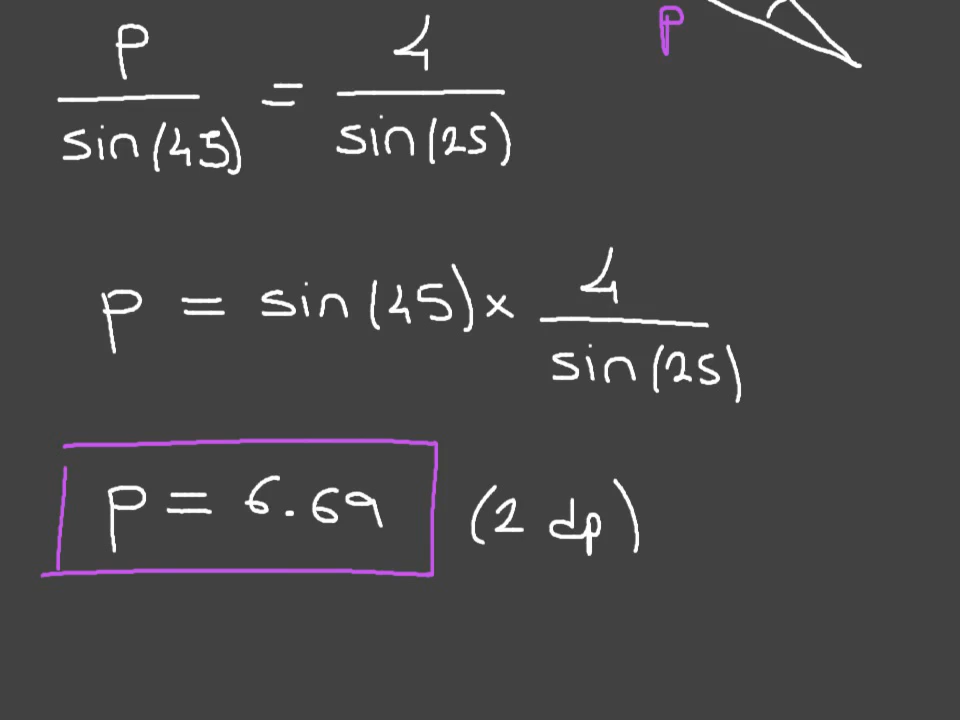 P
p / sin(45) = 4 / sin(25)
p = sin(45) × 4 / sin(25)
p = 6.69 (2 dp)